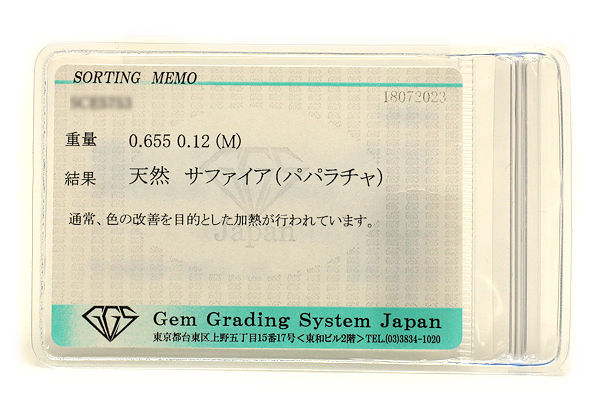 SORTING MEMO
18072023
重量 0.655 0.12 (M)
結果 天然 サファイア(パパラチャ)
通常、色の改善を目的とした加熱が行われています。
Japan
GGS
Gem Grading System Japan
東京都台東区上野五丁目15番17号<東和ビル2階>TEL.(03)3834-1020